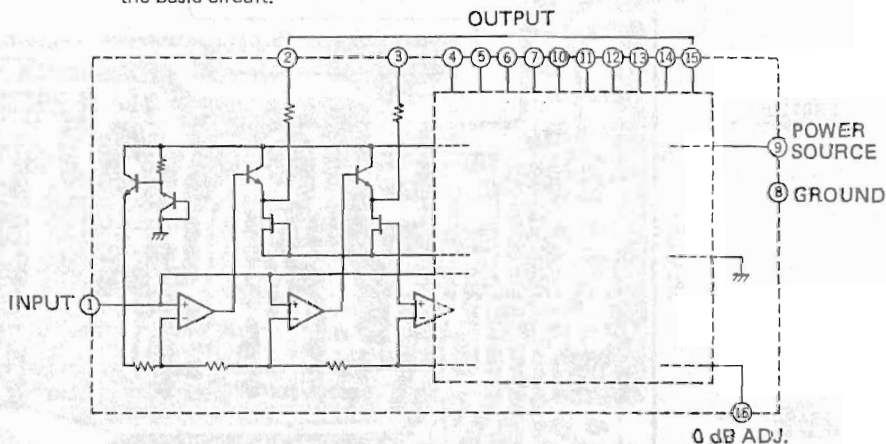 the basic circuit.
OUTPUT
2 3 4 5 6 7 10 11 12 13 14 15
9 POWER
SOURCE
8 GROUND
INPUT 1
+
-
+
-
+
-
16
0 dB ADJ.